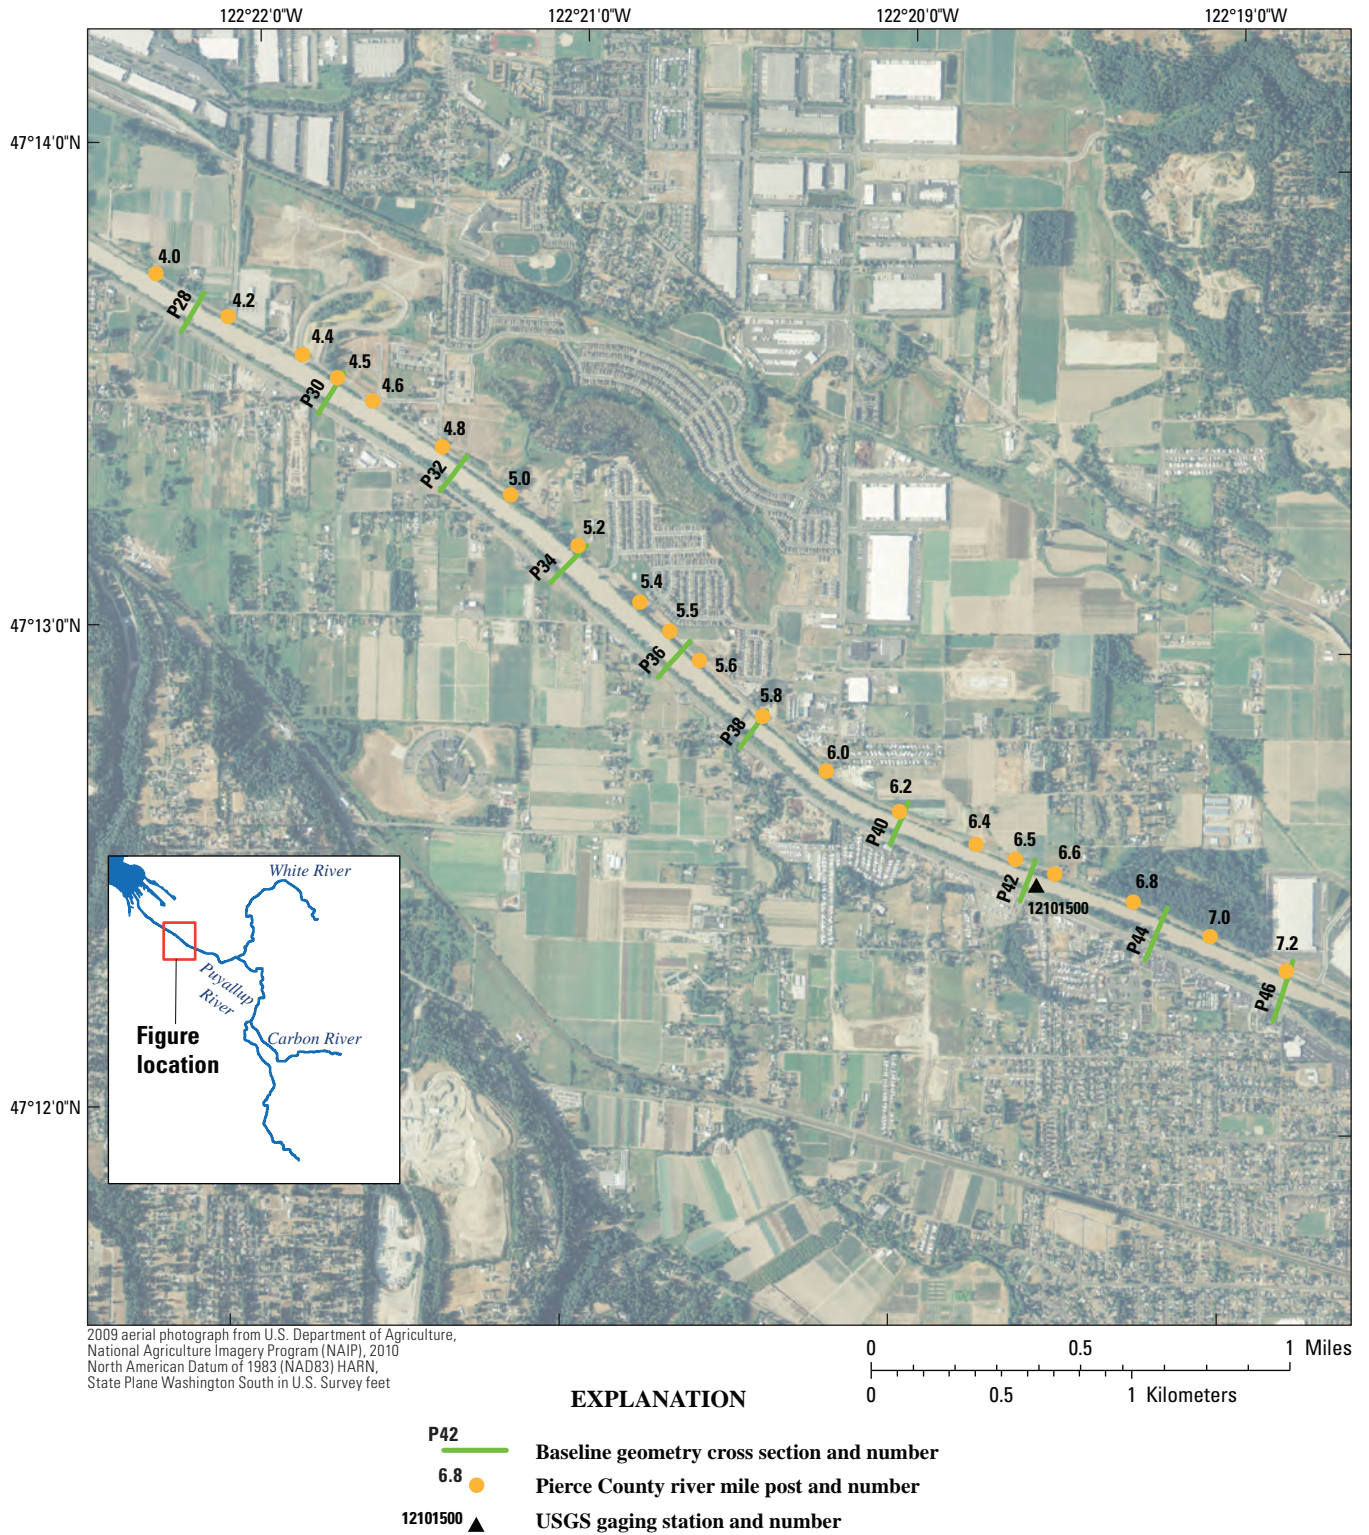 122°22'0"W
122°21'0"W
122°20'0"W
122°19'0"W
47°14'0"N
4.0
P28
4.2
4.4
4.5
P30
4.6
4.8
P32
5.0
5.2
P34
5.4
5.5
47°13'0"N
P36
5.6
5.8
P38
6.0
6.2
P40
6.4
6.5
6.6
P42
12101500
6.8
P44
7.0
7.2
P46
White River
Puyallup
River
Carbon River
Figure
location
47°12'0"N
2009 aerial photograph from U.S. Department of Agriculture,
National Agriculture Imagery Program (NAIP), 2010
North American Datum of 1983 (NAD83) HARN,
State Plane Washington South in U.S. Survey feet
0 0.5 1 Miles
0 0.5 1 Kilometers
EXPLANATION
P42
Baseline geometry cross section and number
6.8
Pierce County river mile post and number
12101500
USGS gaging station and number